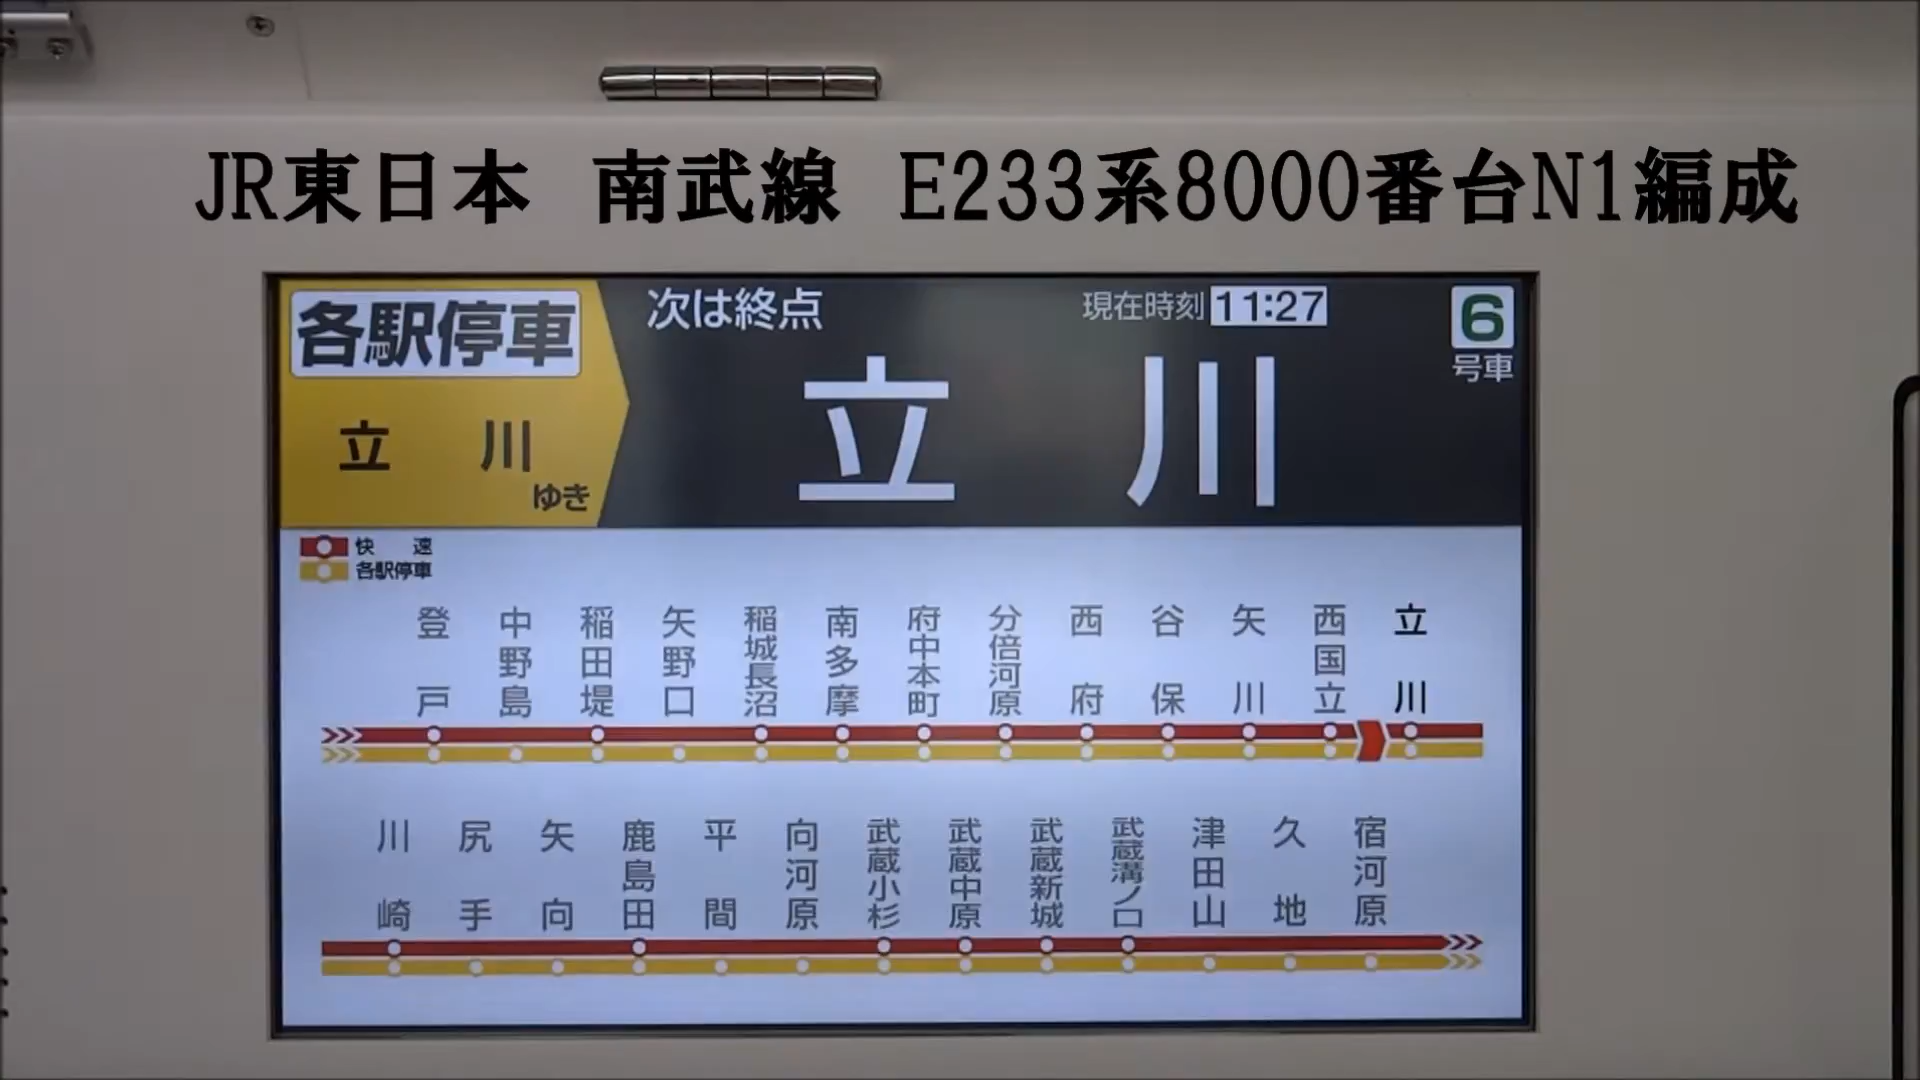 JR東日本 南武線 E233系8000番台N1編成
各駅停車
立川
ゆき
次は終点
現在時刻 11:27
6
号車
立川
快速
各駅停車
登戸 中野島 稲田堤 矢野口 稲城長沼 南多摩 府中本町 分倍河原 西府 谷保 矢川 西国立 立川
川崎 尻手 矢向 鹿島田 平間 向河原 武蔵小杉 武蔵中原 武蔵新城 武蔵溝ノ口 津田山 久地 宿河原